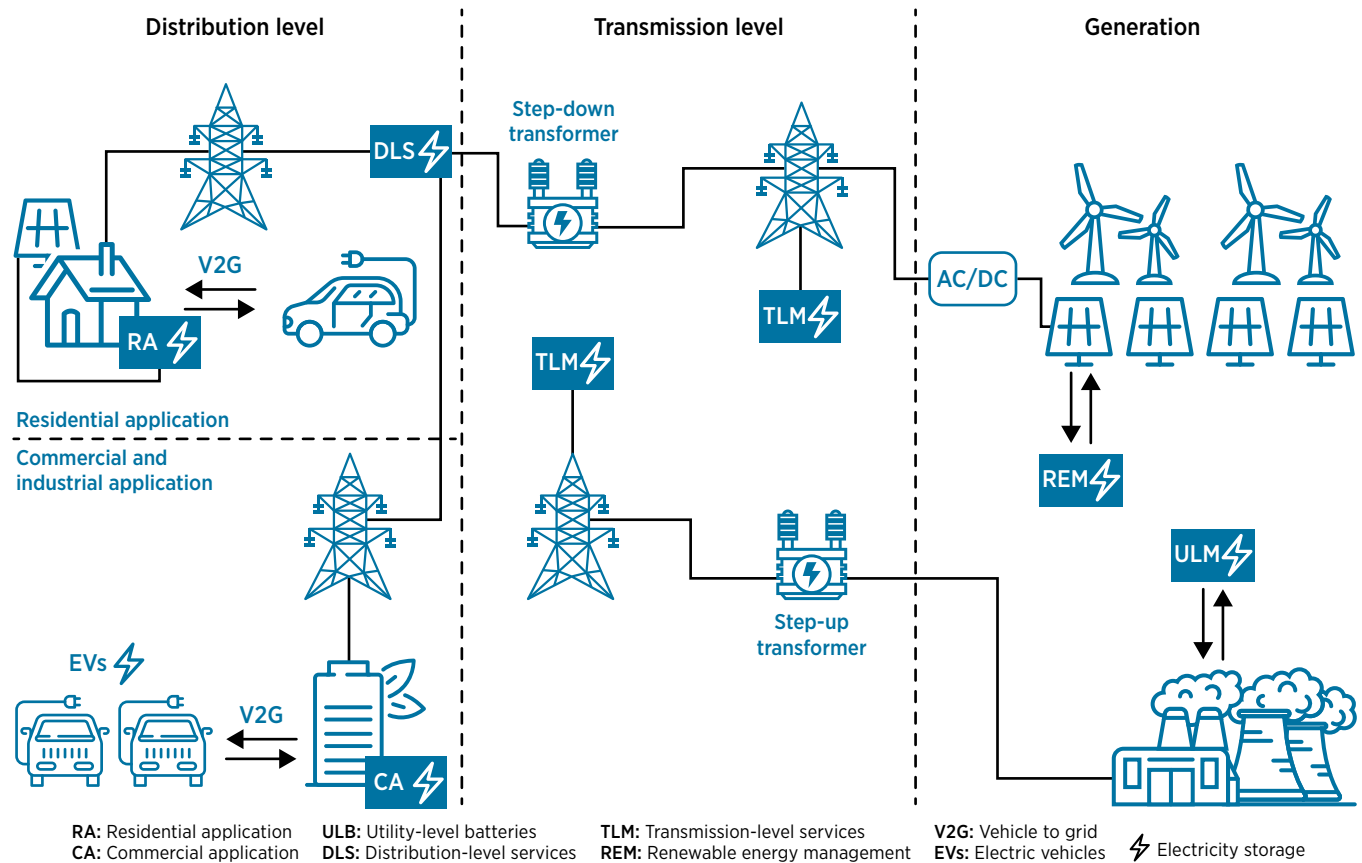 Distribution level
Transmission level
Generation
Step-down
transformer
DLS
V2G
AC/DC
TLM
RA
TLM
Residential application
Commercial and
industrial application
REM
ULM
Step-up
transformer
EVs
V2G
CA
RA: Residential application
ULB: Utility-level batteries
TLM: Transmission-level services
V2G: Vehicle to grid
CA: Commercial application
DLS: Distribution-level services
REM: Renewable energy management
EVs: Electric vehicles
Electricity storage